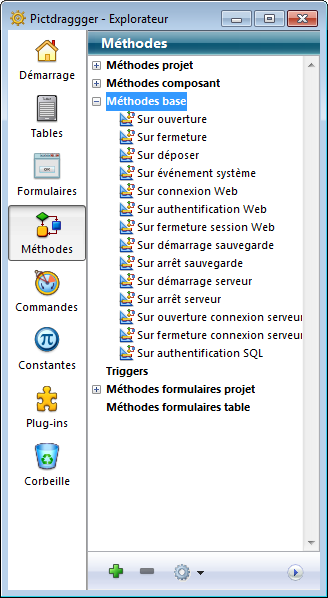 Pictdraggger - Explorateur
Démarrage
Tables
Formulaires
Méthodes
Commandes
Constantes
Plug-ins
Corbeille
Méthodes
Méthodes projet
Méthodes composant
Méthodes base
Sur ouverture
Sur fermeture
Sur déposer
Sur événement système
Sur connexion Web
Sur authentification Web
Sur fermeture session Web
Sur démarrage sauvegarde
Sur arrêt sauvegarde
Sur démarrage serveur
Sur arrêt serveur
Sur ouverture connexion serveur
Sur fermeture connexion serveur
Sur authentification SQL
Triggers
Méthodes formulaires projet
Méthodes formulaires table